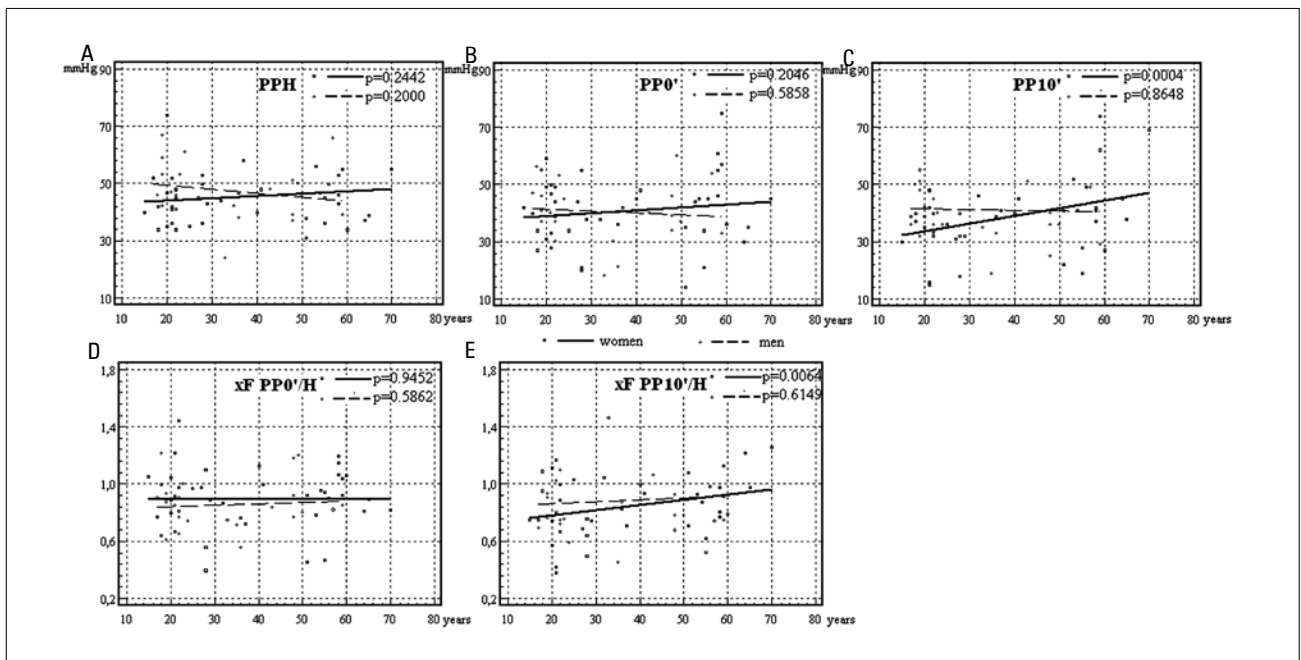 A
mmHg 90
PPH
p=0.2442
p=0.2000
70
50
30
10
10 20 30 40 50 60 70 80 years
B
mmHg 90
PP0'
p=0.2046
p=0.5858
70
50
30
10
10 20 30 40 50 60 70 80 years
C
mmHg 90
PP10'
p=0.0004
p=0.8648
70
50
30
10
10 20 30 40 50 60 70 80 years
women men
D
1,8
xF PP0'/H
p=0.9452
p=0.5862
1,4
1,0
0,6
0,2
10 20 30 40 50 60 70 80 years
E
1,8
xF PP10'/H
p=0.0064
p=0.6149
1,4
1,0
0,6
0,2
10 20 30 40 50 60 70 80 years